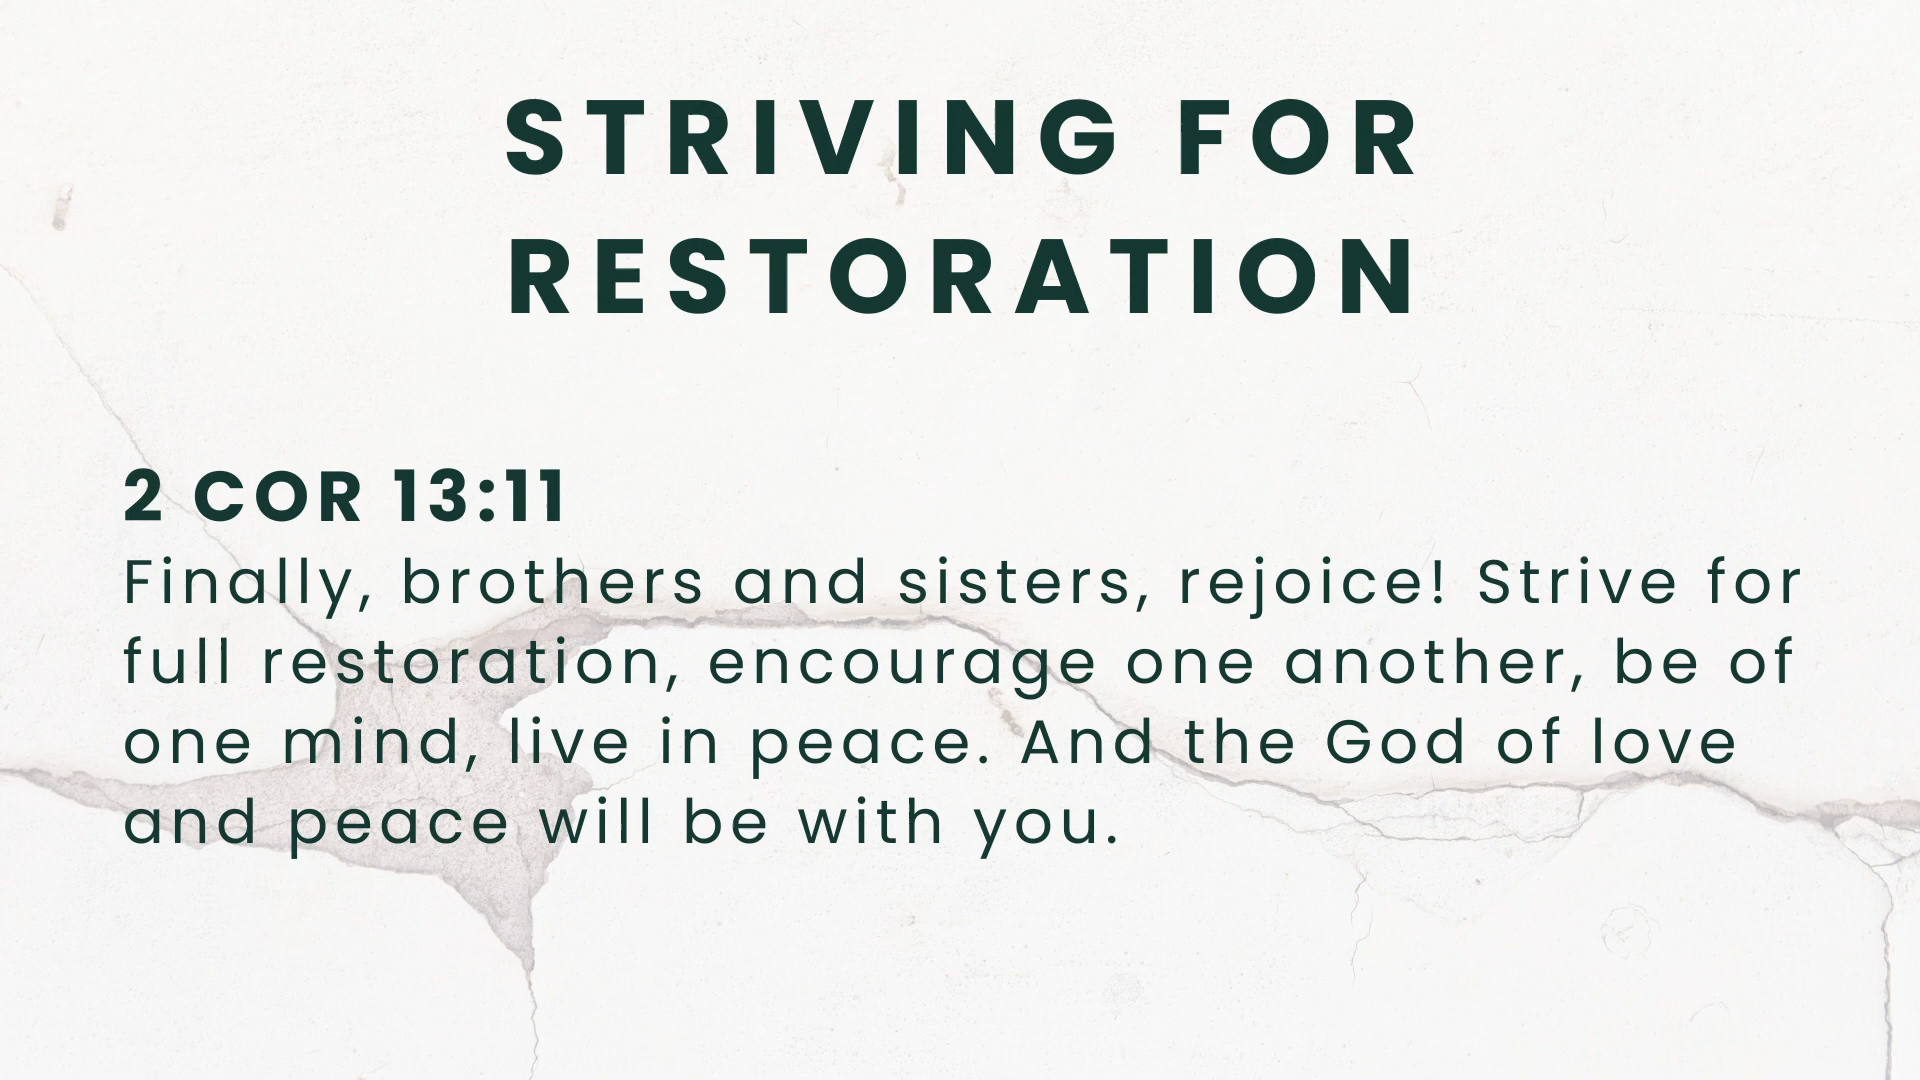 STRIVING FOR
RESTORATION
2 COR 13:11
Finally, brothers and sisters, rejoice! Strive for
full restoration, encourage one another, be of
one mind, live in peace. And the God of love
and peace will be with you.